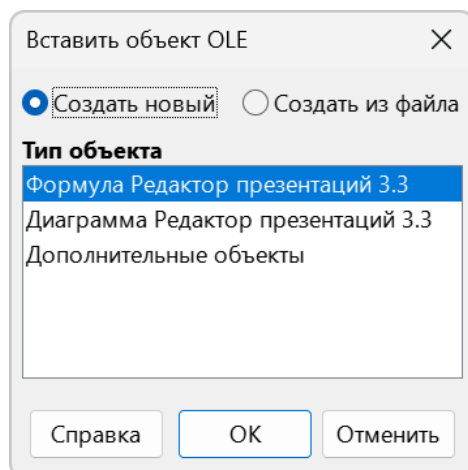 Вставить объект OLE
Создать новый Создать из файла
Тип объекта
Формула Редактор презентаций 3.3
Диаграмма Редактор презентаций 3.3
Дополнительные объекты
Справка OK Отменить